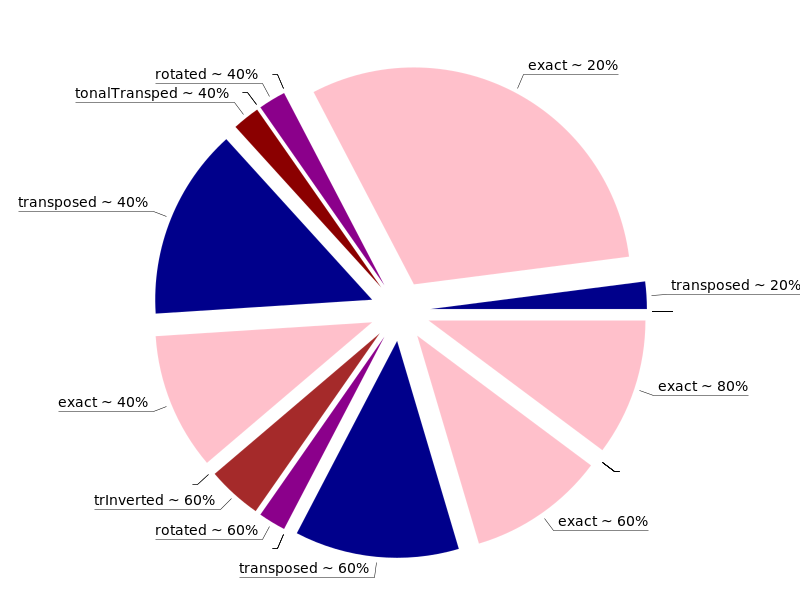 exact ~ 20%
rotated ~ 40%
tonalTransped ~ 40%
transposed ~ 40%
transposed ~ 20%
exact ~ 80%
exact ~ 40%
trInverted ~ 60%
exact ~ 60%
rotated ~ 60%
transposed ~ 60%